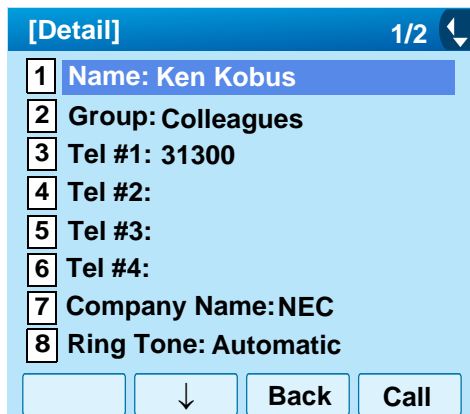 [Detail] 1/2
1 Name: Ken Kobus
2 Group: Colleagues
3 Tel #1: 31300
4 Tel #2:
5 Tel #3:
6 Tel #4:
7 Company Name: NEC
8 Ring Tone: Automatic
↓ Back Call